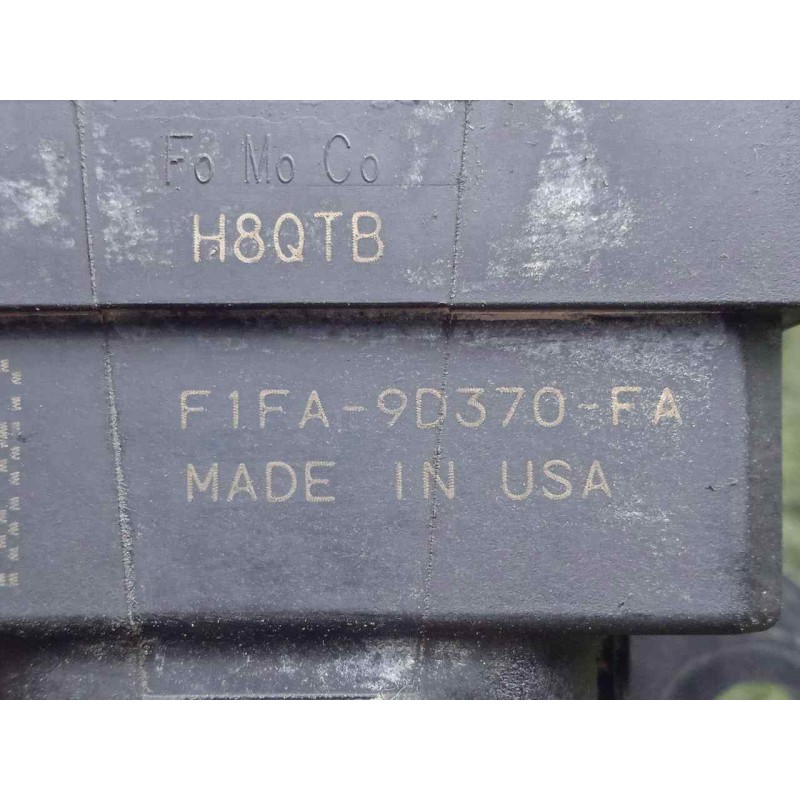 Fo Mo Co
H8QTB
F1FA-9D370-FA
MADE IN USA